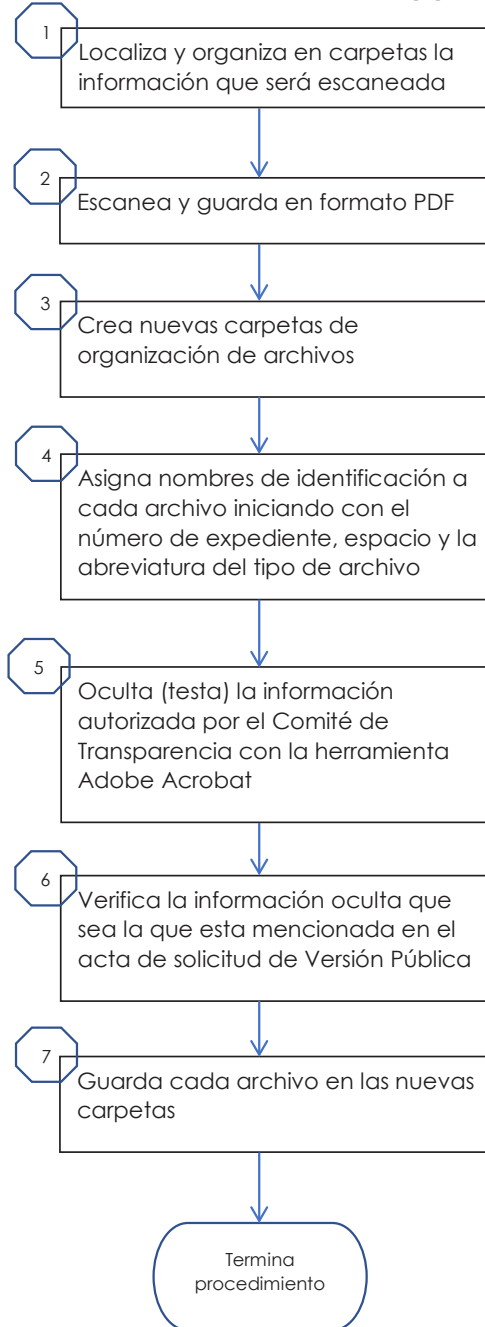 1
Localiza y organiza en carpetas la
información que será escaneada
2
Escanea y guarda en formato PDF
3
Crea nuevas carpetas de
organización de archivos
4
Asigna nombres de identificación a
cada archivo iniciando con el
número de expediente, espacio y la
abreviatura del tipo de archivo
5
Oculta (testa) la información
autorizada por el Comité de
Transparencia con la herramienta
Adobe Acrobat
6
Verifica la información oculta que
sea la que esta mencionada en el
acta de solicitud de Versión Pública
7
Guarda cada archivo en las nuevas
carpetas
Termina
procedimiento